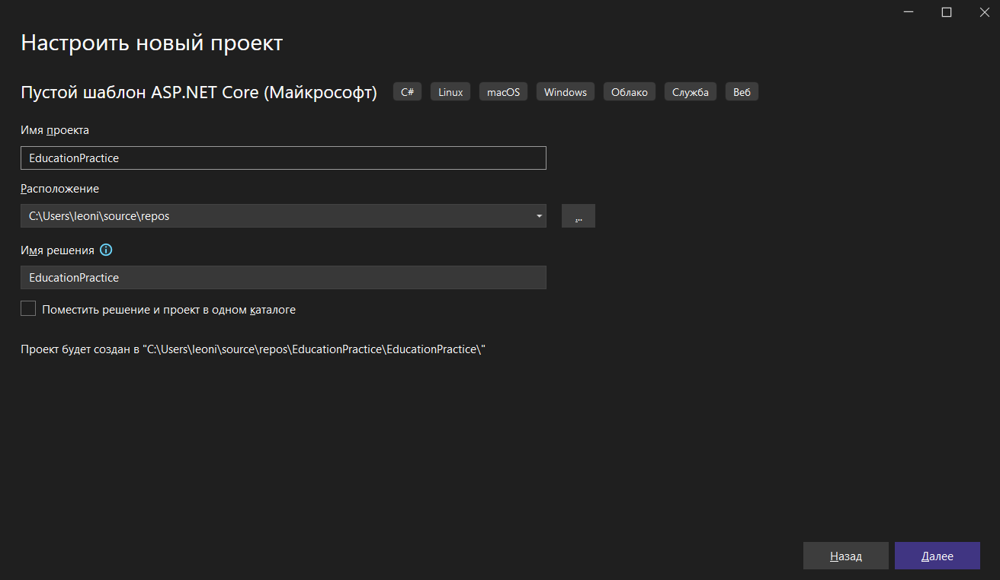 Настроить новый проект
Пустой шаблон ASP.NET Core (Майкрософт) C# Linux macOS Windows Облако Служба Веб
Имя проекта
EducationPractice
Расположение
C:\Users\leoni\source\repos
...
Имя решения
EducationPractice
Поместить решение и проект в одном каталоге
Проект будет создан в "C:\Users\leoni\source\repos\EducationPractice\EducationPractice\"
Назад Далее